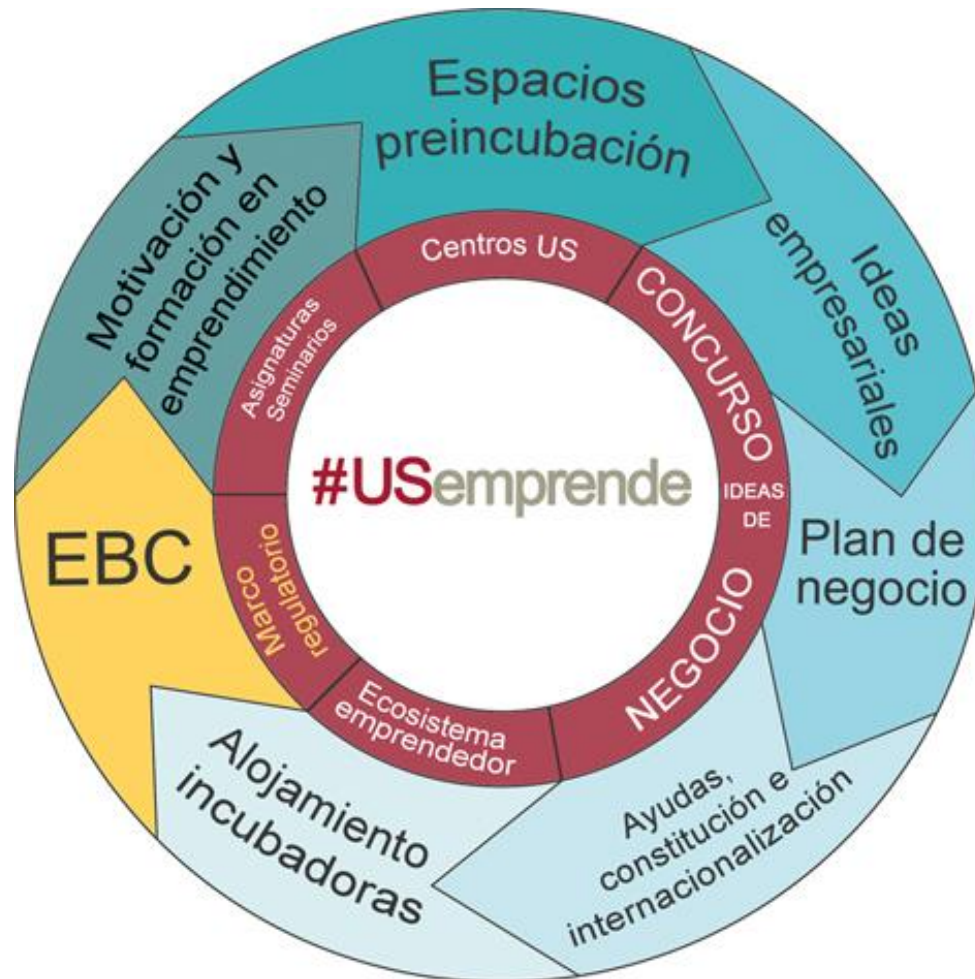 Espacios
preincubación
Ideas
empresariales
Plan de
negocio
Ayudas,
constitución e
internacionalización
Alojamiento
incubadoras
EBC
Motivación y
formación en
emprendimiento
Centros US
CONCURSO
IDEAS
DE
NEGOCIO
Ecosistema
emprendedor
Marco
regulatorio
Asignaturas
Seminarios
#USemprende